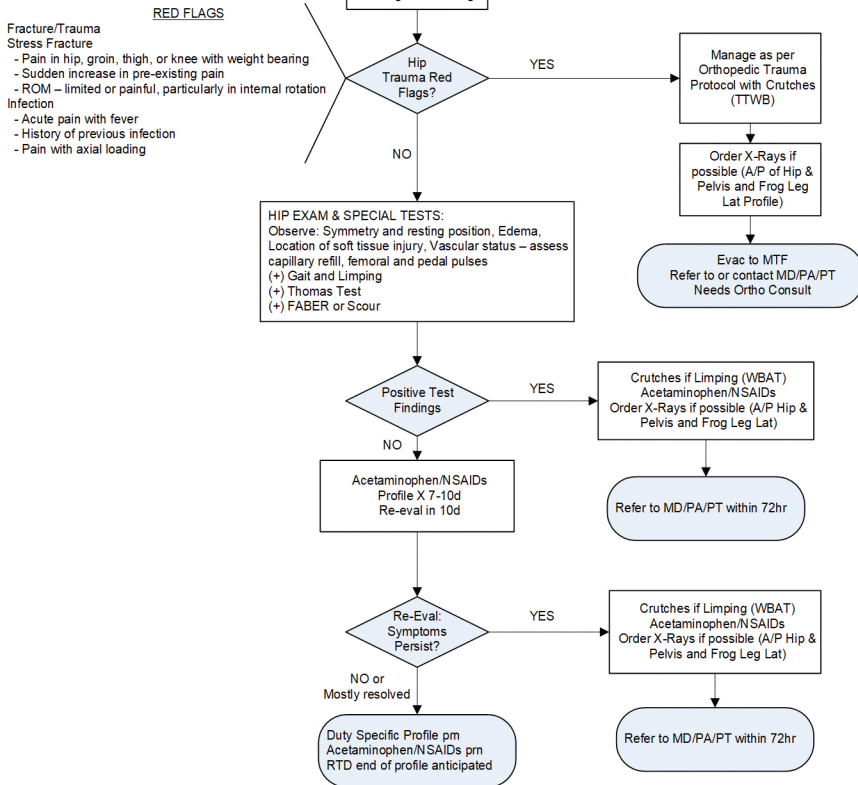 RED FLAGS
Fracture/Trauma
Stress Fracture
- Pain in hip, groin, thigh, or knee with weight bearing
- Sudden increase in pre-existing pain
- ROM – limited or painful, particularly in internal rotation
Infection
- Acute pain with fever
- History of previous infection
- Pain with axial loading
Hip
Trauma Red
Flags?
YES
Manage as per
Orthopedic Trauma
Protocol with Crutches
(TTWB)
NO
Order X-Rays if
possible (A/P of Hip &
Pelvis and Frog Leg
Lat Profile)
Evac to MTF
Refer to or contact MD/PA/PT
Needs Ortho Consult
HIP EXAM & SPECIAL TESTS:
Observe: Symmetry and resting position, Edema,
Location of soft tissue injury, Vascular status – assess
capillary refill, femoral and pedal pulses
(+) Gait and Limping
(+) Thomas Test
(+) FABER or Scour
Positive Test
Findings
YES
Crutches if Limping (WBAT)
Acetaminophen/NSAIDs
Order X-Rays if possible (A/P Hip &
Pelvis and Frog Leg Lat)
NO
Acetaminophen/NSAIDs
Profile X 7-10d
Re-eval in 10d
Refer to MD/PA/PT within 72hr
Re-Eval:
Symptoms
Persist?
YES
Crutches if Limping (WBAT)
Acetaminophen/NSAIDs
Order X-Rays if possible (A/P Hip &
Pelvis and Frog Leg Lat)
NO or
Mostly resolved
Duty Specific Profile prn
Acetaminophen/NSAIDs prn
RTD end of profile anticipated
Refer to MD/PA/PT within 72hr